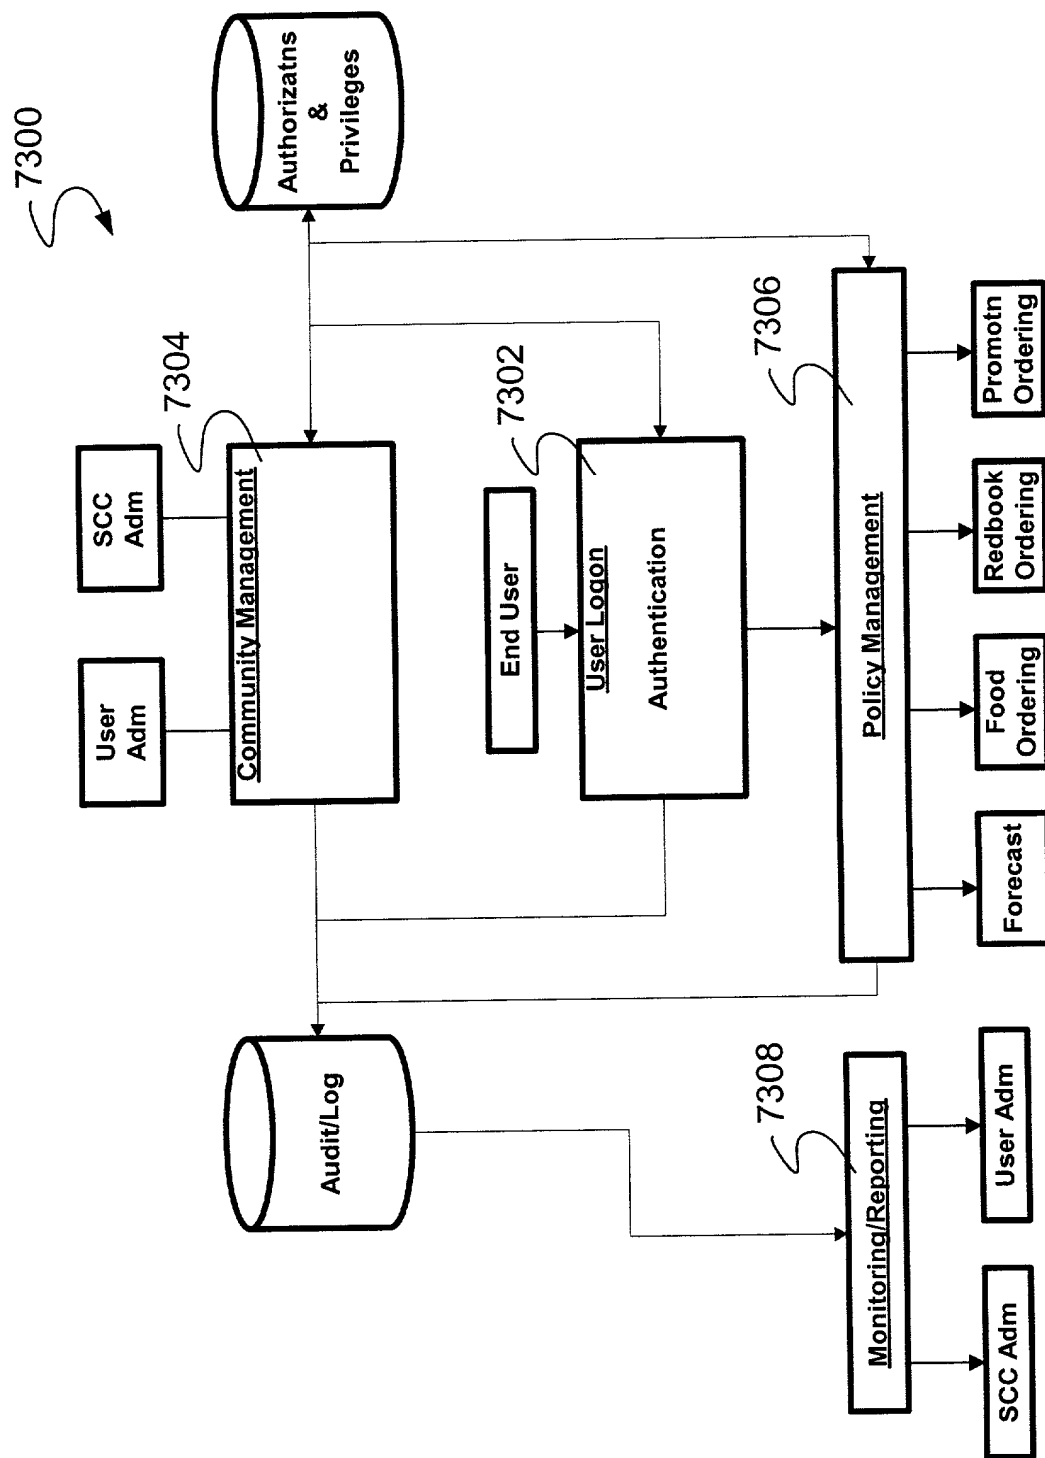 7300
Authorizatns
&
Privileges
SCC
Adm
User
Adm
7304
Community Management
7302
End User
User Logon
Authentication
7306
Policy Management
Audit/Log
7308
Monitoring/Reporting
SCC Adm
User Adm
Forecast
Food
Ordering
Redbook
Ordering
Promotn
Ordering